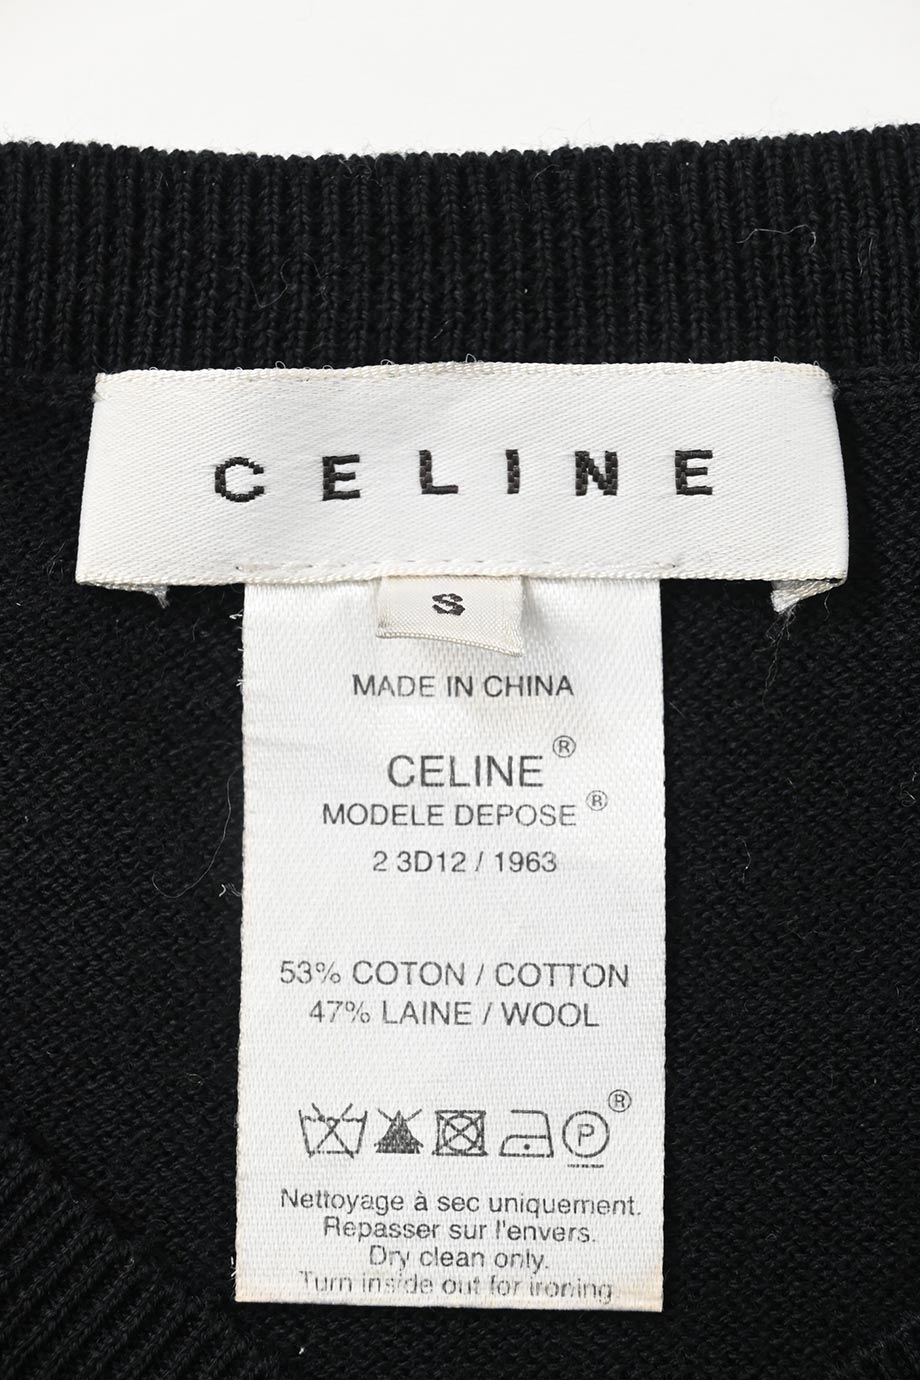 CELINE
S
MADE IN CHINA
CELINE®
MODELE DEPOSE®
2 3D12 / 1963
53% COTON / COTTON
47% LAINE / WOOL
P ®
Nettoyage à sec uniquement.
Repasser sur l'envers.
Dry clean only.
Turn inside out for ironing.